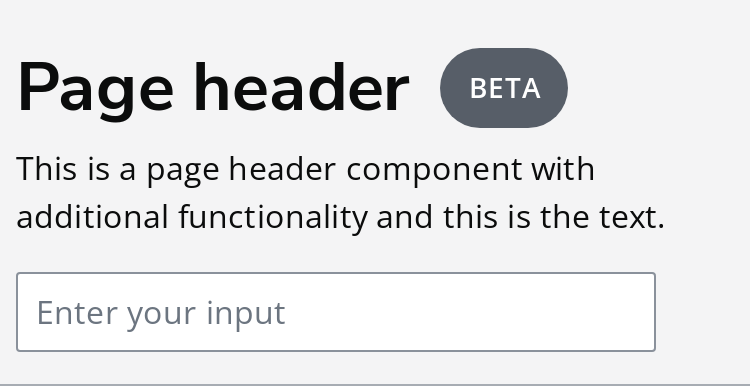 Page header BETA
This is a page header component with
additional functionality and this is the text.
Enter your input